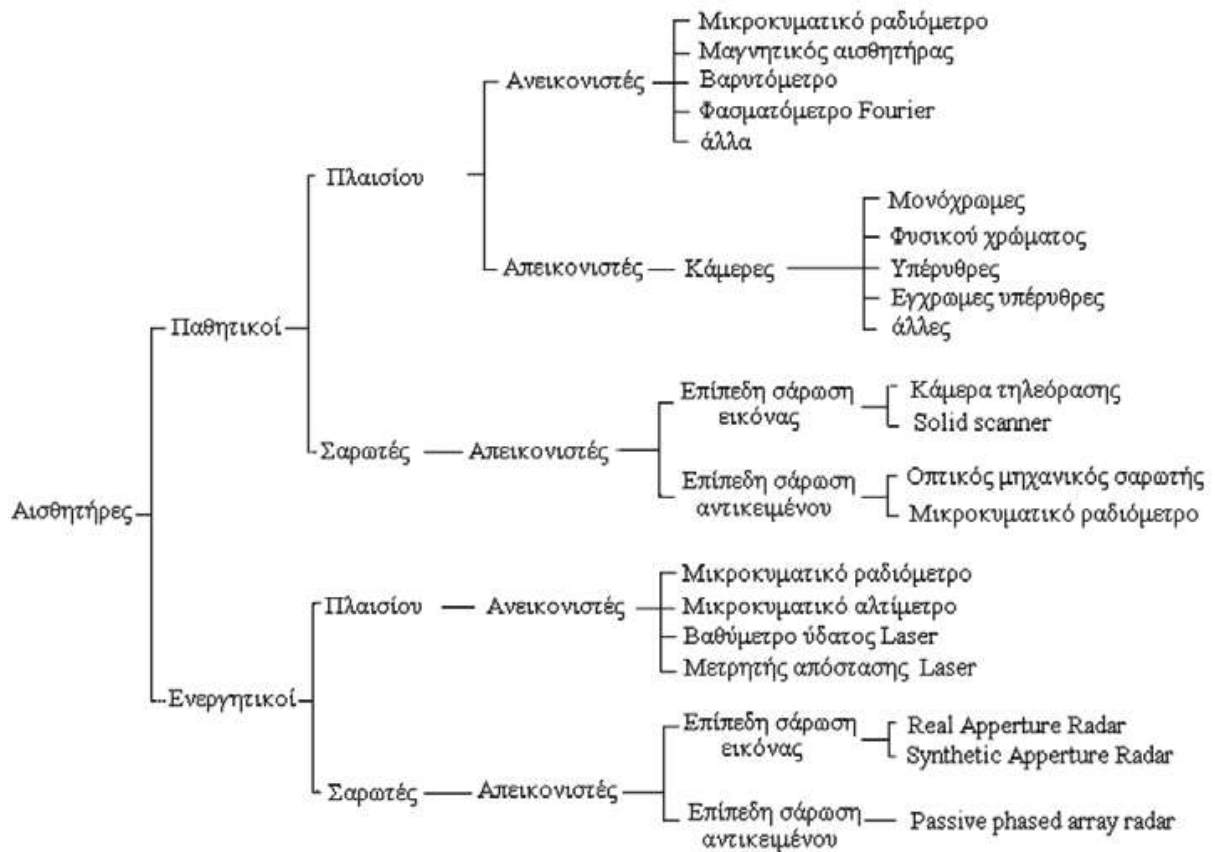 Μικροκυματικό ραδιόμετρο
Μαγνητικός αισθητήρας
Ανεικονιστές
Βαρυτόμετρο
Φασματόμετρο Fourier
άλλα
Πλαισίου
Μονόχρωμες
Φυσικού χρώματος
Απεικονιστές
Κάμερες
Υπέρυθρες
Εγχρωμες υπέρυθρες
άλλες
Παθητικοί
Επίπεδη σάρωση
εικόνας
Κάμερα τηλεόρασης
Solid scanner
Σαρωτές
Απεικονιστές
Επίπεδη σάρωση
αντικειμένου
Οπτικός μηχανικός σαρωτής
Μικροκυματικό ραδιόμετρο
Αισθητήρες
Μικροκυματικό ραδιόμετρο
Πλαισίου
Ανεικονιστές
Μικροκυματικό αλτίμετρο
Βαθύμετρο ύδατος Laser
Μετρητής απόστασης Laser
Ενεργητικοί
Επίπεδη σάρωση
εικόνας
Real Apperture Radar
Synthetic Apperture Radar
Σαρωτές
Απεικονιστές
Επίπεδη σάρωση
αντικειμένου
Passive phased array radar